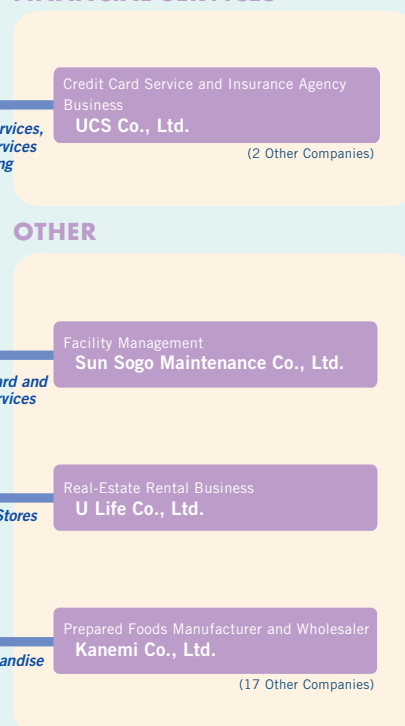 Credit Card Service and Insurance Agency
Business
UCS Co., Ltd.
(2 Other Companies)
OTHER
Facility Management
Sun Sogo Maintenance Co., Ltd.
and
Real-Estate Rental Business
U Life Co., Ltd.
Stores
Prepared Foods Manufacturer and Wholesaler
Kanemi Co., Ltd.
(17 Other Companies)